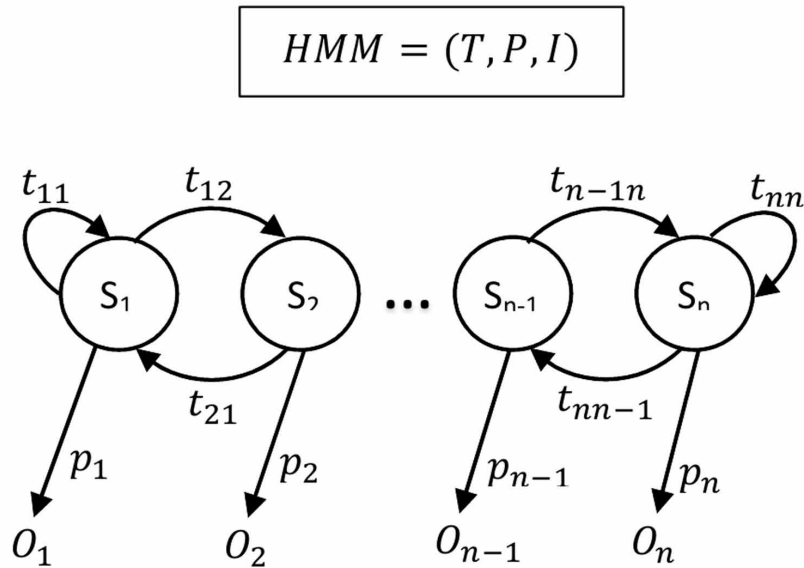 HMM = (T, P, I)
t₁₁ t₁₂ tₙ₋₁ₙ tₙₙ
S₁ S₂ ... Sₙ₋₁ Sₙ
t₂₁ tₙₙ₋₁
p₁ p₂ pₙ₋₁ pₙ
O₁ O₂ Oₙ₋₁ Oₙ